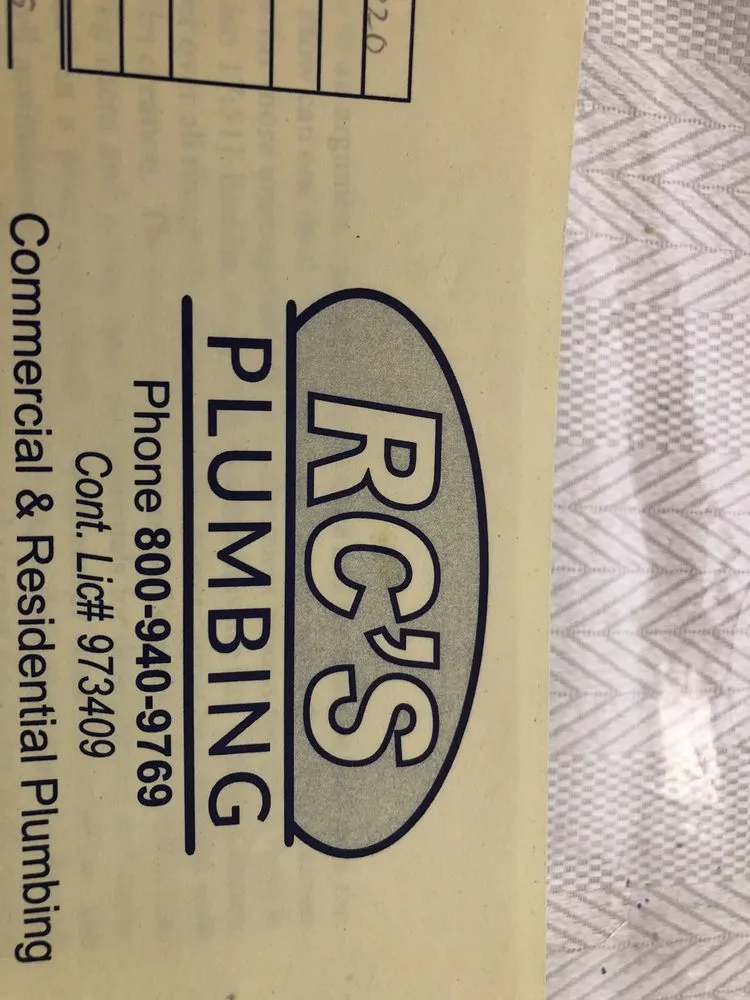 RC'S
PLUMBING
Phone 800-940-9769
Cont. Lic# 973409
Commercial & Residential Plumbing